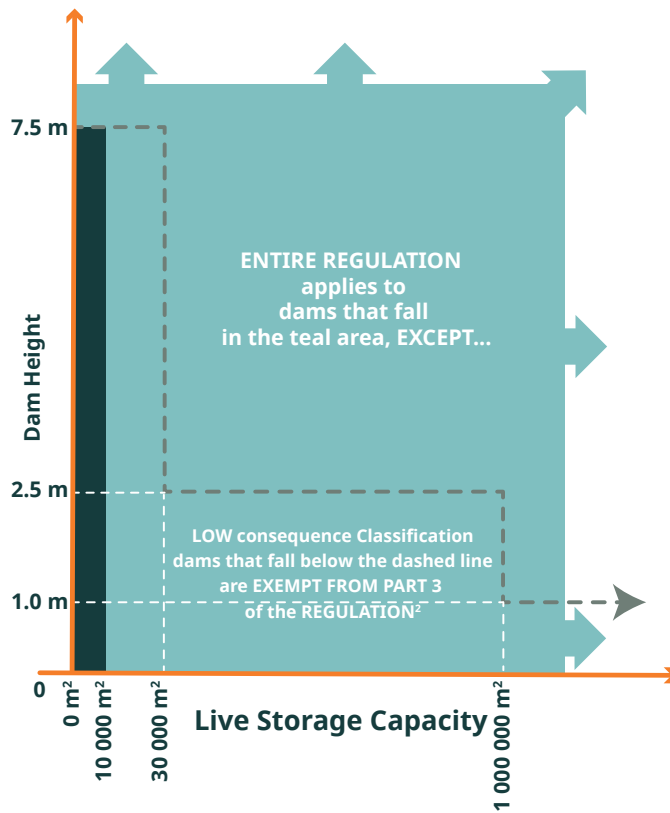 7.5 m
ENTIRE REGULATION
applies to
dams that fall
in the teal area, EXCEPT...
Dam Height
2.5 m
LOW consequence Classification
dams that fall below the dashed line
are EXEMPT FROM PART 3
of the REGULATION²
1.0 m
0
0 m²
10 000 m²
30 000 m²
Live Storage Capacity
1 000 000 m²